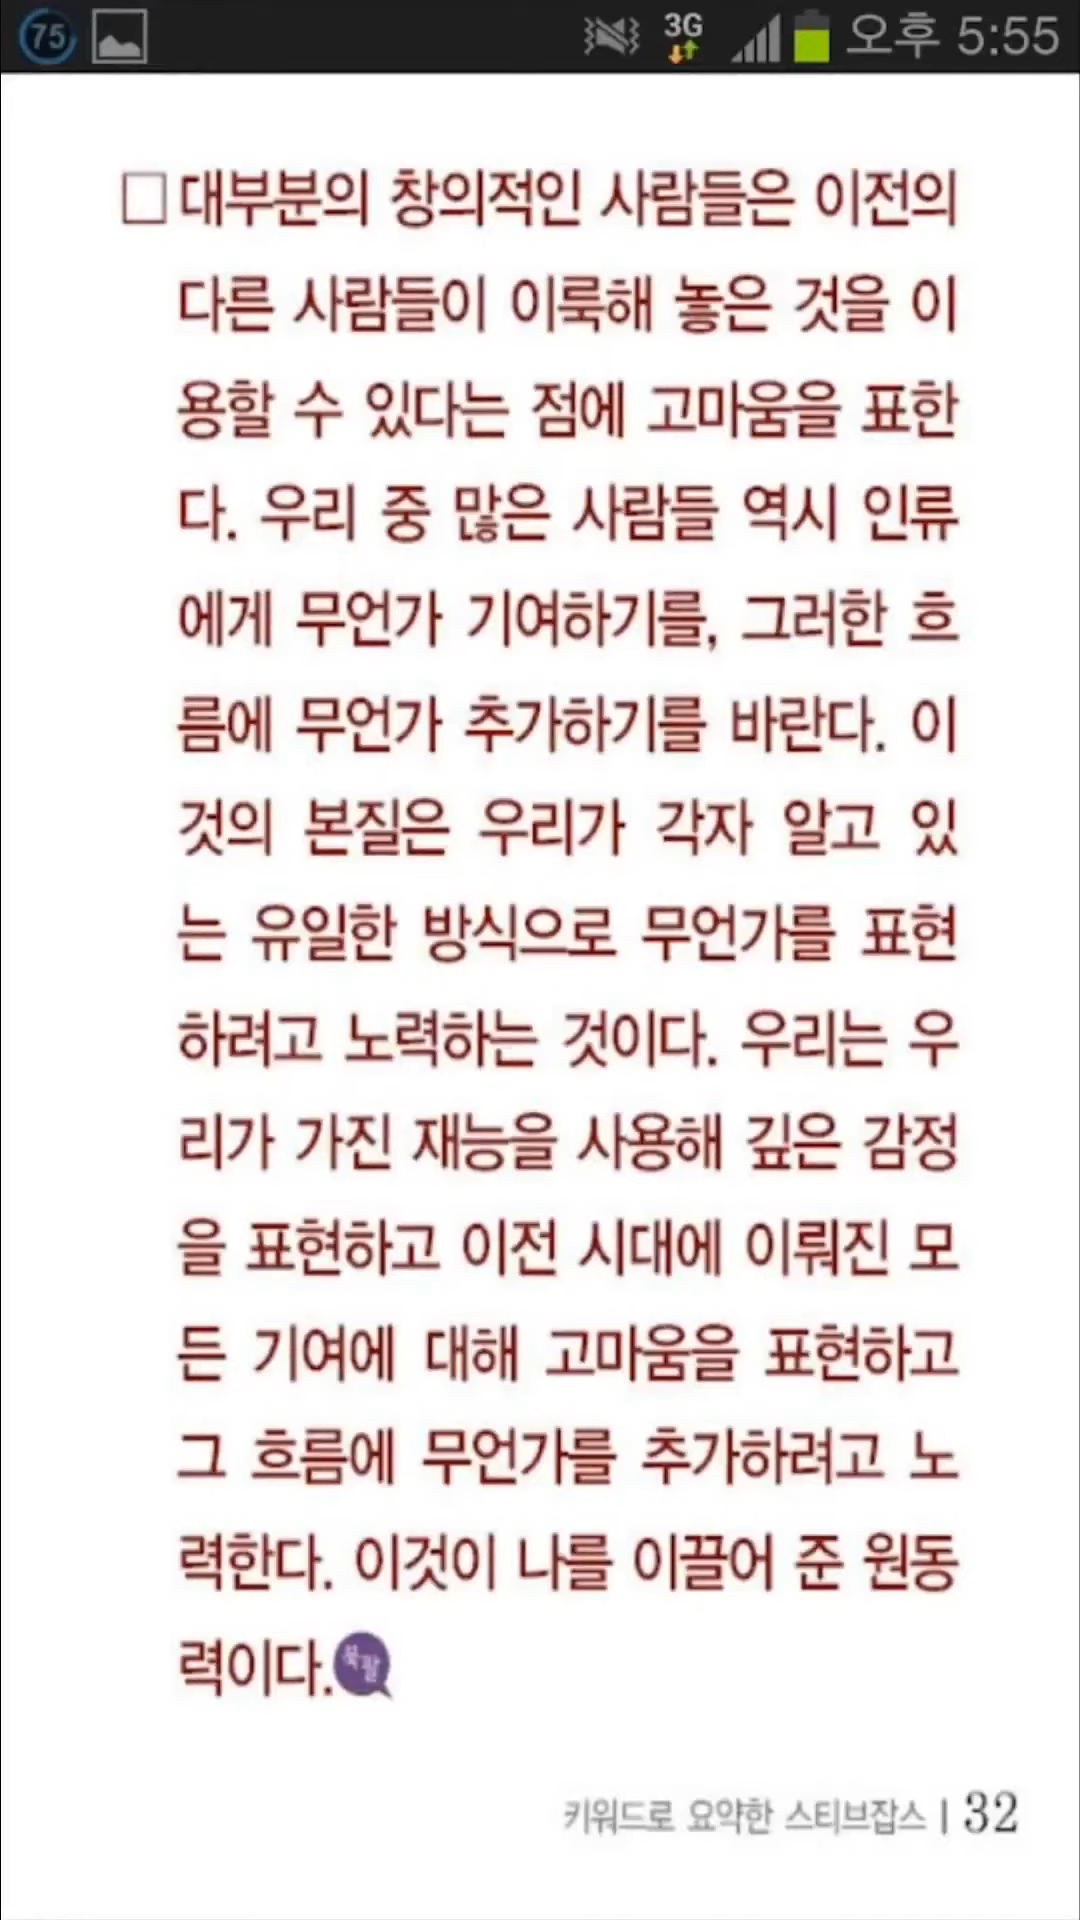 75
3G
오후 5:55
□ 대부분의 창의적인 사람들은 이전의
다른 사람들이 이룩해 놓은 것을 이
용할 수 있다는 점에 고마움을 표한
다. 우리 중 많은 사람들 역시 인류
에게 무언가 기여하기를, 그러한 흐
름에 무언가 추가하기를 바란다. 이
것의 본질은 우리가 각자 알고 있
는 유일한 방식으로 무언가를 표현
하려고 노력하는 것이다. 우리는 우
리가 가진 재능을 사용해 깊은 감정
을 표현하고 이전 시대에 이뤄진 모
든 기여에 대해 고마움을 표현하고
그 흐름에 무언가를 추가하려고 노
력한다. 이것이 나를 이끌어 준 원동
력이다.
북팔
키워드로 요약한 스티브잡스 | 32